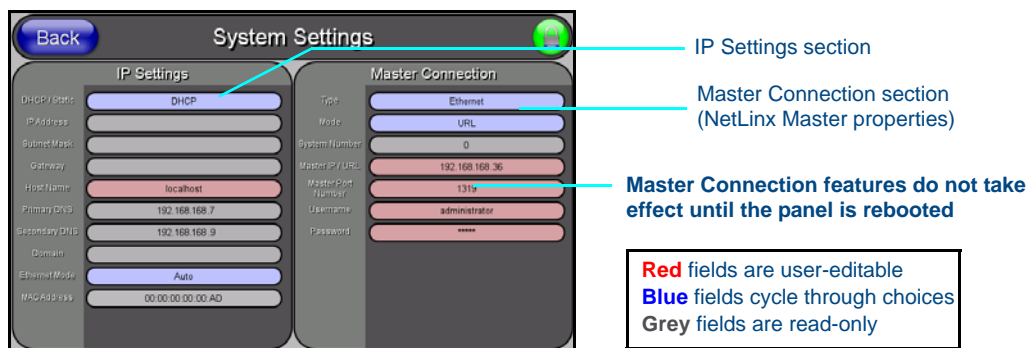 Back
System Settings
IP Settings
DHCP / Static DHCP
IP Address
Subnet Mask
Gateway
Host Name localhost
Primary DNS 192.168.168.7
Secondary DNS 192.168.168.9
Domain
Ethernet Mode Auto
MAC Address 00:00:00:00:00:AD
Master Connection
Type Ethernet
Mode URL
System Number 0
Master IP / URL 192.168.168.36
Master Port Number 1319
Username administrator
Password *****
IP Settings section
Master Connection section
(NetLinx Master properties)
Master Connection features do not take
effect until the panel is rebooted
Red fields are user-editable
Blue fields cycle through choices
Grey fields are read-only